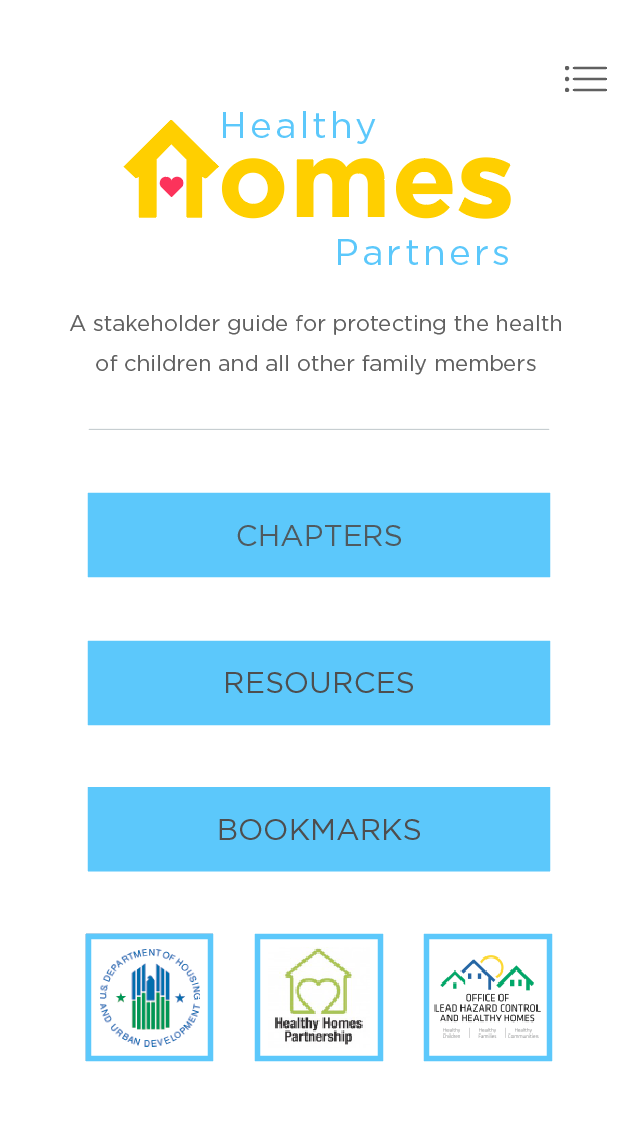 Healthy
Homes
Partners
A stakeholder guide for protecting the health
of children and all other family members
CHAPTERS
RESOURCES
BOOKMARKS
U.S. DEPARTMENT OF HOUSING
AND URBAN DEVELOPMENT
Healthy Homes
Partnership
OFFICE OF
LEAD HAZARD CONTROL
AND HEALTHY HOMES
Healthy Children | Healthy Families | Healthy Communities